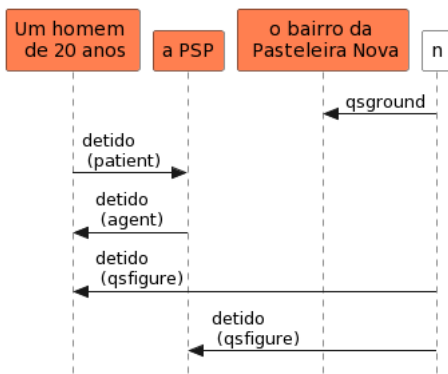 Um homem
de 20 anos
a PSP
o bairro da
Pasteleira Nova
n
qsground
detido
(patient)
detido
(agent)
detido
(qsfigure)
detido
(qsfigure)